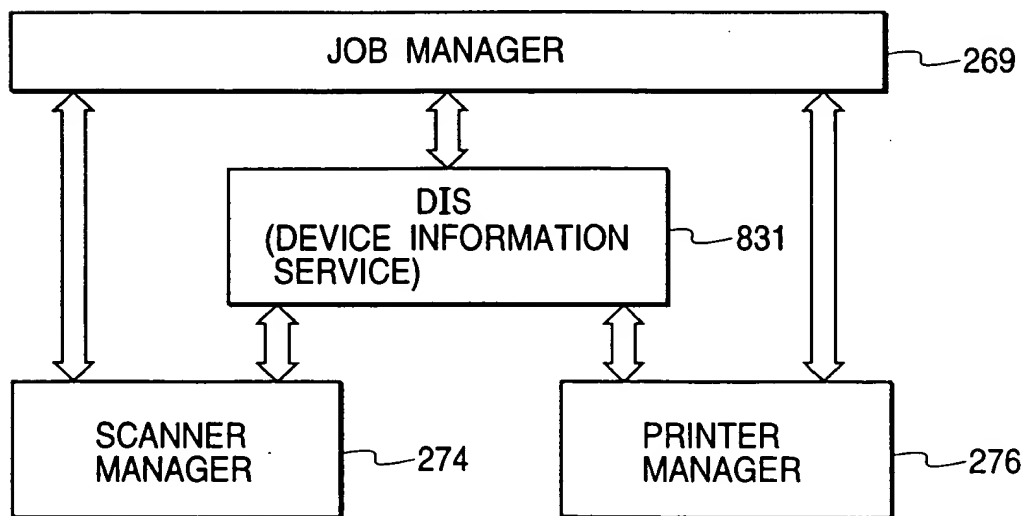 JOB MANAGER
269
DIS
(DEVICE INFORMATION
SERVICE)
831
SCANNER
MANAGER
274
PRINTER
MANAGER
276